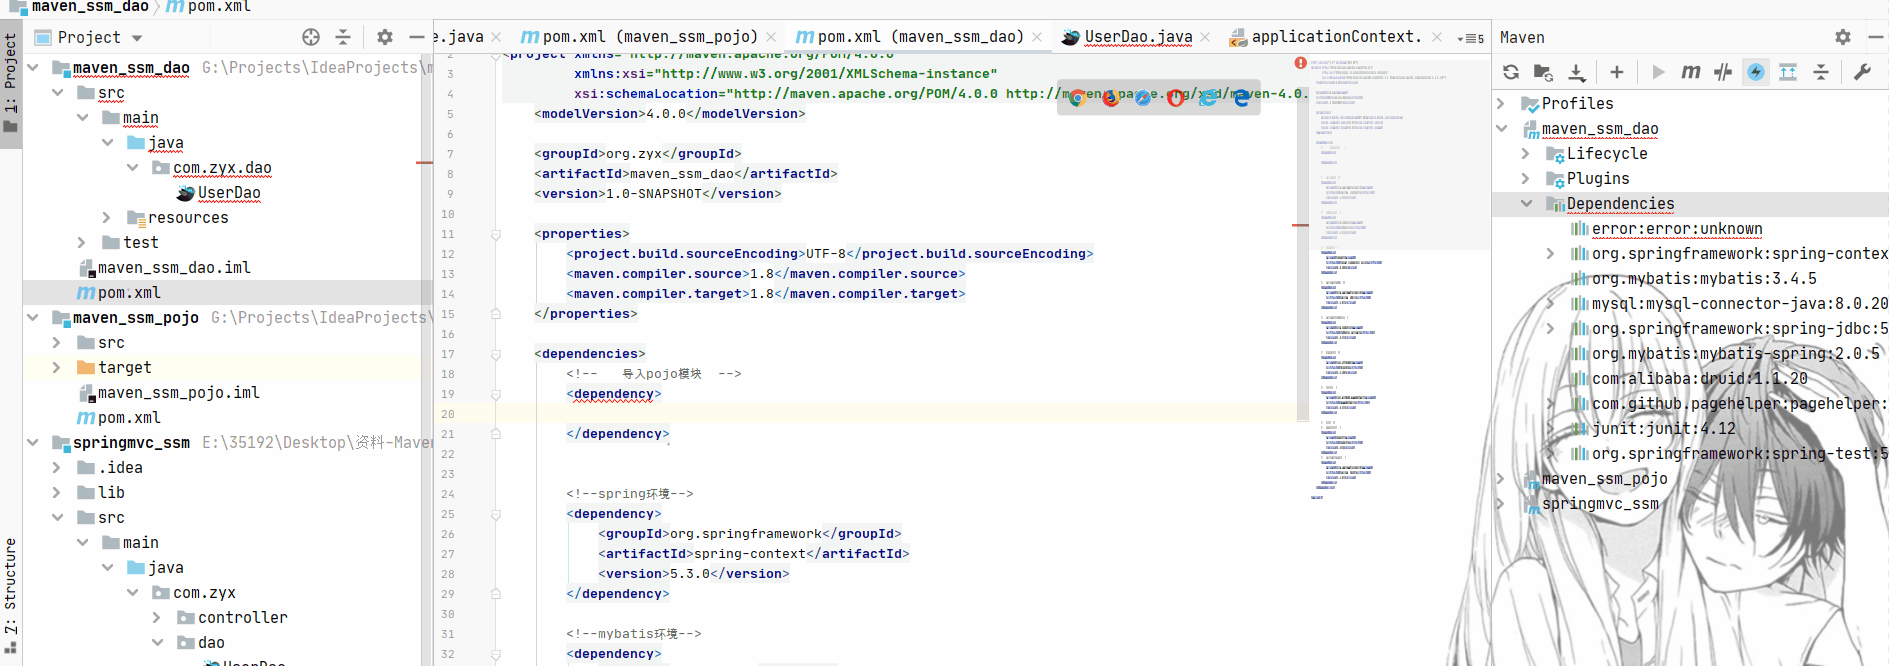 maven_ssm_dao pom.xml
Project
e.java pom.xml (maven_ssm_pojo) pom.xml (maven_ssm_dao) UserDao.java applicationContext. 5
Maven
1: Project
7: Structure
maven_ssm_dao G:\Projects\IdeaProjects\m
src
main
java
com.zyx.dao
UserDao
resources
test
maven_ssm_dao.iml
pom.xml
maven_ssm_pojo G:\Projects\IdeaProjects\
src
target
maven_ssm_pojo.iml
pom.xml
springmvc_ssm E:\35192\Desktop\资料-Maven
.idea
lib
src
main
java
com.zyx
controller
dao
UserDao
2 <project xmlns="http://maven.apache.org/POM/4.0.0"
3 xmlns:xsi="http://www.w3.org/2001/XMLSchema-instance"
4 xsi:schemaLocation="http://maven.apache.org/POM/4.0.0 http://maven.apache.org/xsd/maven-4.0.
5 <modelVersion>4.0.0</modelVersion>
6
7 <groupId>org.zyx</groupId>
8 <artifactId>maven_ssm_dao</artifactId>
9 <version>1.0-SNAPSHOT</version>
10
11 <properties>
12 <project.build.sourceEncoding>UTF-8</project.build.sourceEncoding>
13 <maven.compiler.source>1.8</maven.compiler.source>
14 <maven.compiler.target>1.8</maven.compiler.target>
15 </properties>
16
17 <dependencies>
18 <!-- 导入pojo模块 -->
19 <dependency>
20
21 </dependency>
22
23
24 <!--spring环境-->
25 <dependency>
26 <groupId>org.springframework</groupId>
27 <artifactId>spring-context</artifactId>
28 <version>5.3.0</version>
29 </dependency>
30
31 <!--mybatis环境-->
32 <dependency>
Profiles
maven_ssm_dao
Lifecycle
Plugins
Dependencies
error:error:unknown
org.springframework:spring-contex
org.mybatis:mybatis:3.4.5
mysql:mysql-connector-java:8.0.20
org.springframework:spring-jdbc:5
org.mybatis:mybatis-spring:2.0.5
com.alibaba:druid:1.1.20
com.github.pagehelper:pagehelper:
junit:junit:4.12
org.springframework:spring-test:5
maven_ssm_pojo
springmvc_ssm